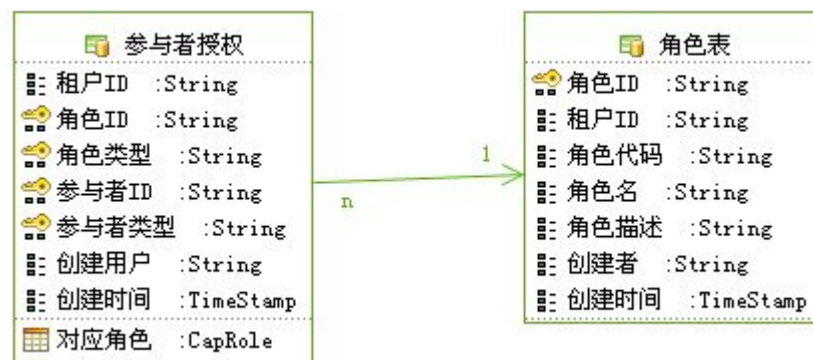 参与者授权
租户ID :String
角色ID :String
角色类型 :String
参与者ID :String
参与者类型 :String
创建用户 :String
创建时间 :TimeStamp
对应角色 :CapRole
n
1
角色表
角色ID :String
租户ID :String
角色代码 :String
角色名 :String
角色描述 :String
创建者 :String
创建时间 :TimeStamp